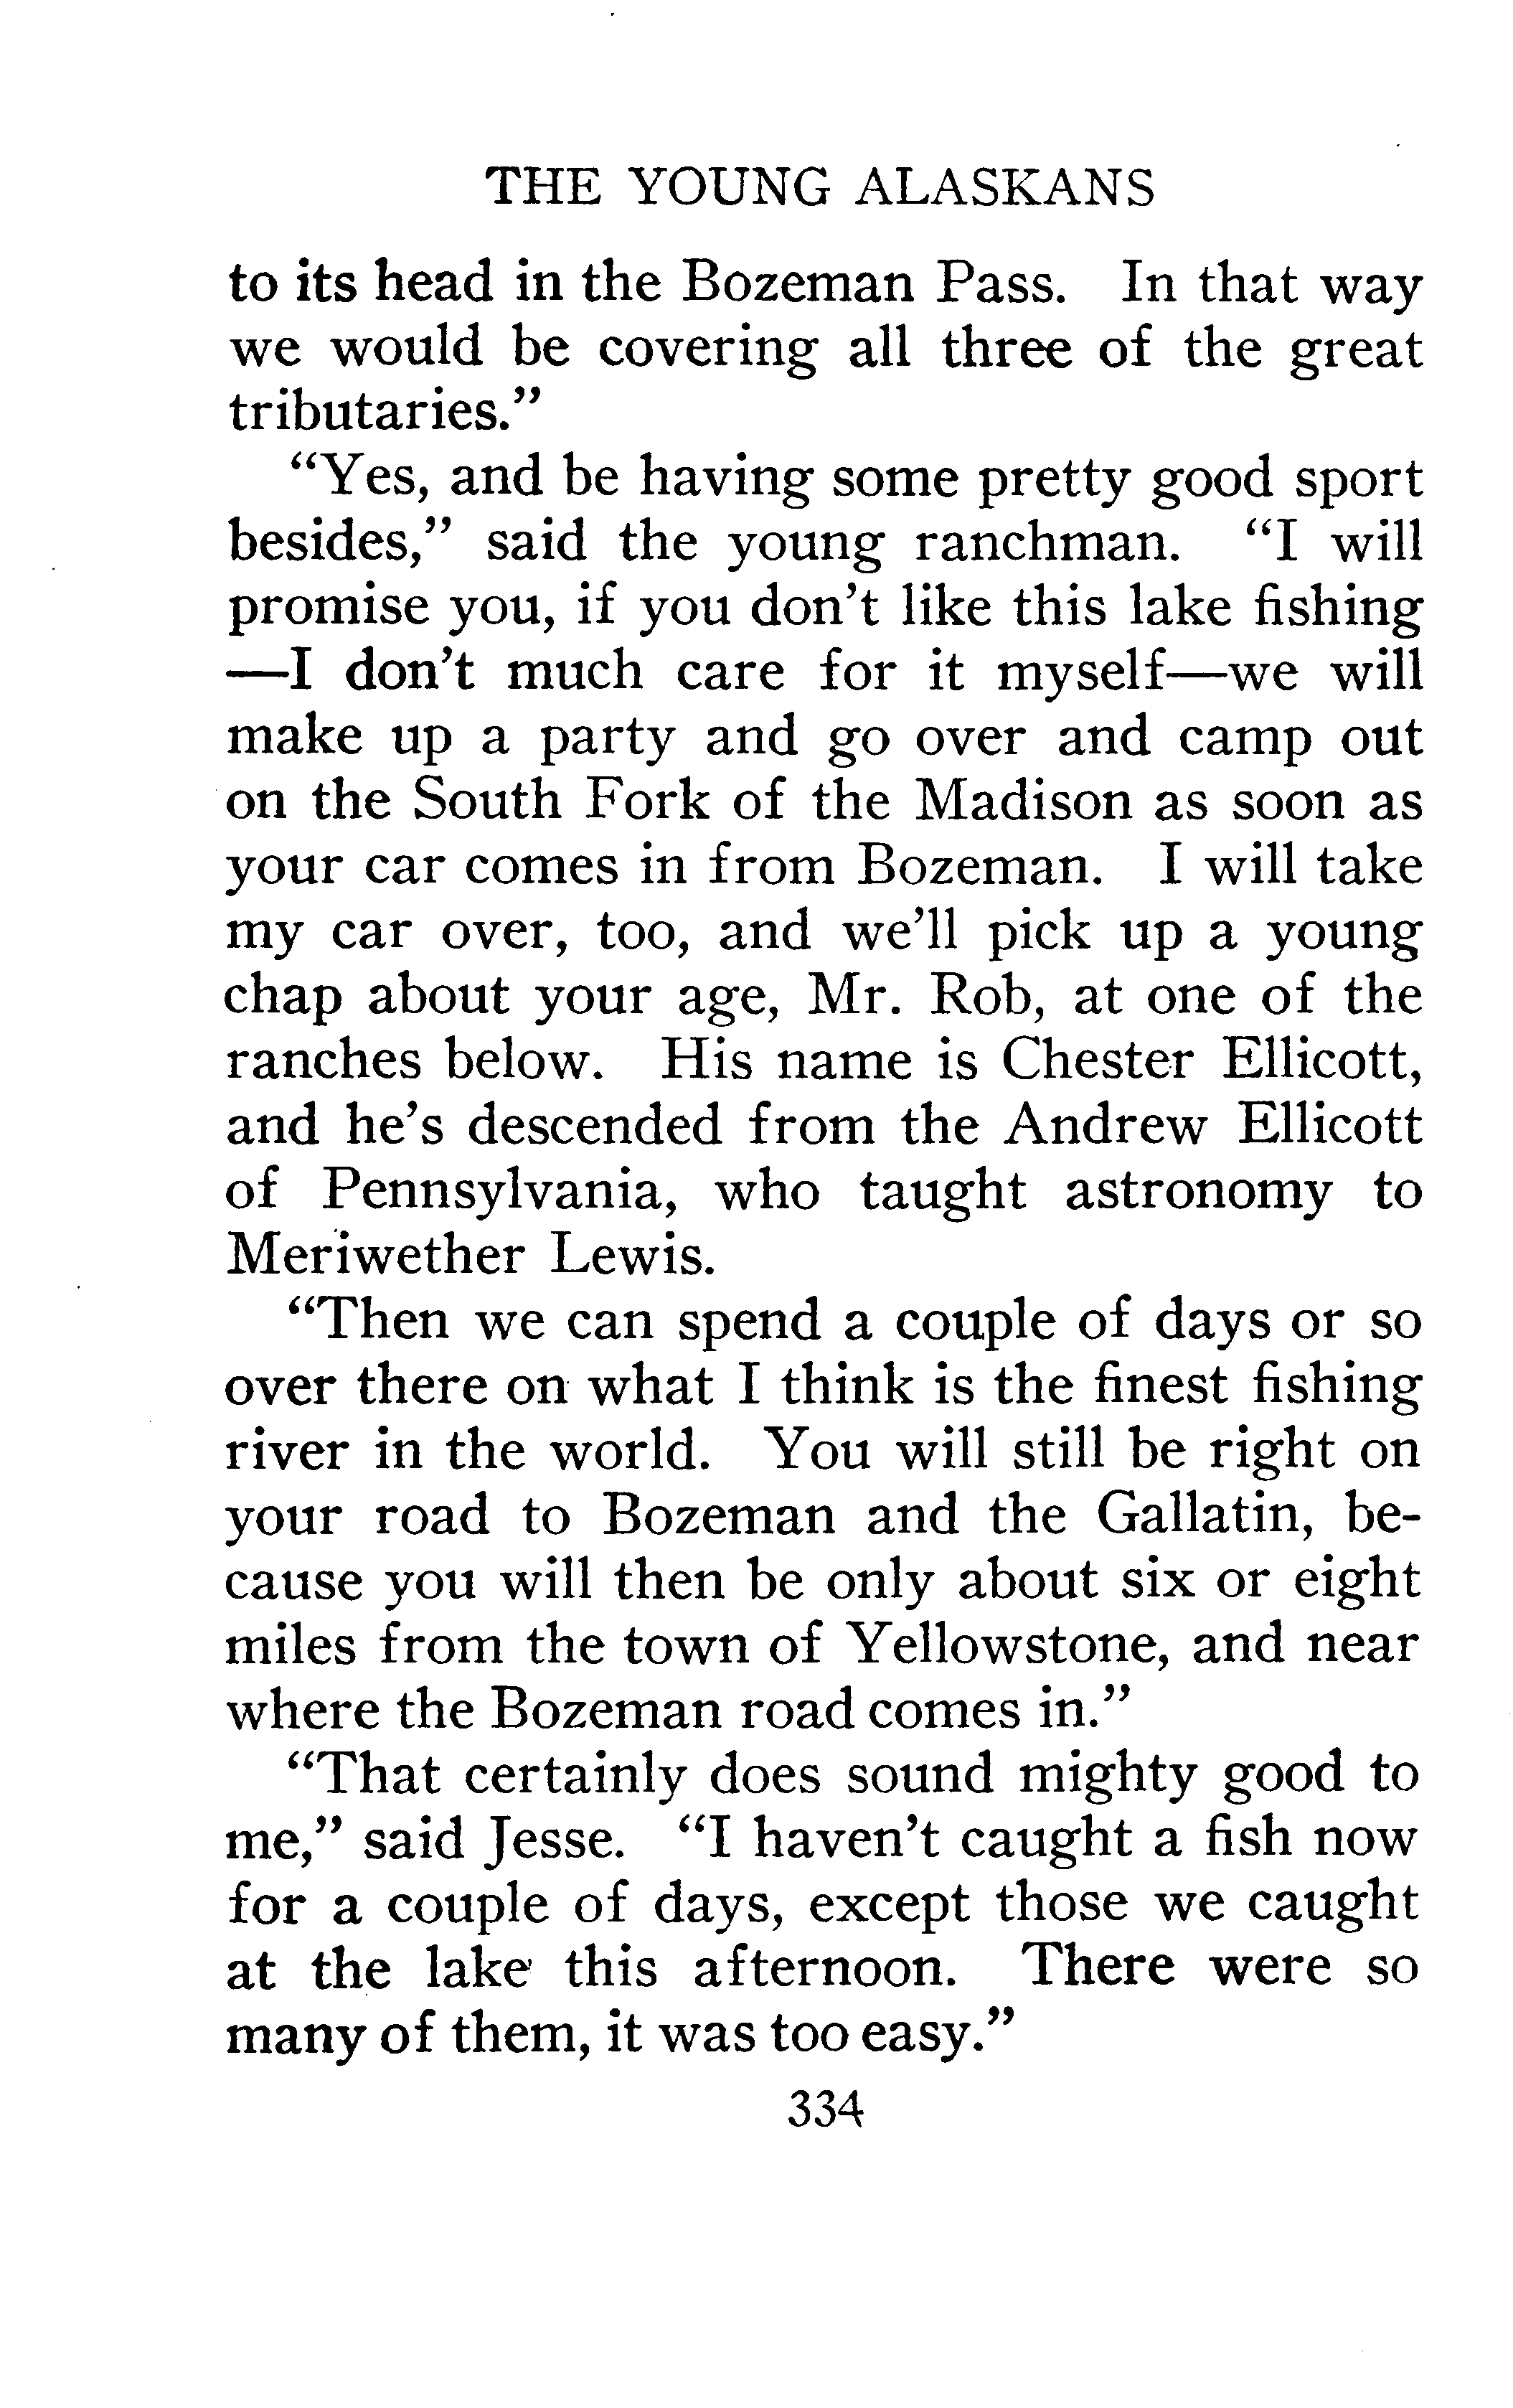 THE YOUNG ALASKANS
to its head in the Bozeman Pass. In that way
we would be covering all three of the great
tributaries.”
“Yes, and be having some pretty good sport
besides,” said the young ranchman. “I will
promise you, if you don’t like this lake fishing
—I don’t much care for it myself—we will
make up a party and go over and camp out
on the South Fork of the Madison as soon as
your car comes in from Bozeman. I will take
my car over, too, and we’ll pick up a young
chap about your age, Mr. Rob, at one of the
ranches below. His name is Chester Ellicott,
and he’s descended from the Andrew Ellicott
of Pennsylvania, who taught astronomy to
Meriwether Lewis.
“Then we can spend a couple of days or so
over there on what I think is the finest fishing
river in the world. You will still be right on
your road to Bozeman and the Gallatin, be-
cause you will then be only about six or eight
miles from the town of Yellowstone, and near
where the Bozeman road comes in.”
“That certainly does sound mighty good to
me,” said Jesse. “I haven’t caught a fish now
for a couple of days, except those we caught
at the lake this afternoon. There were so
many of them, it was too easy.”
334